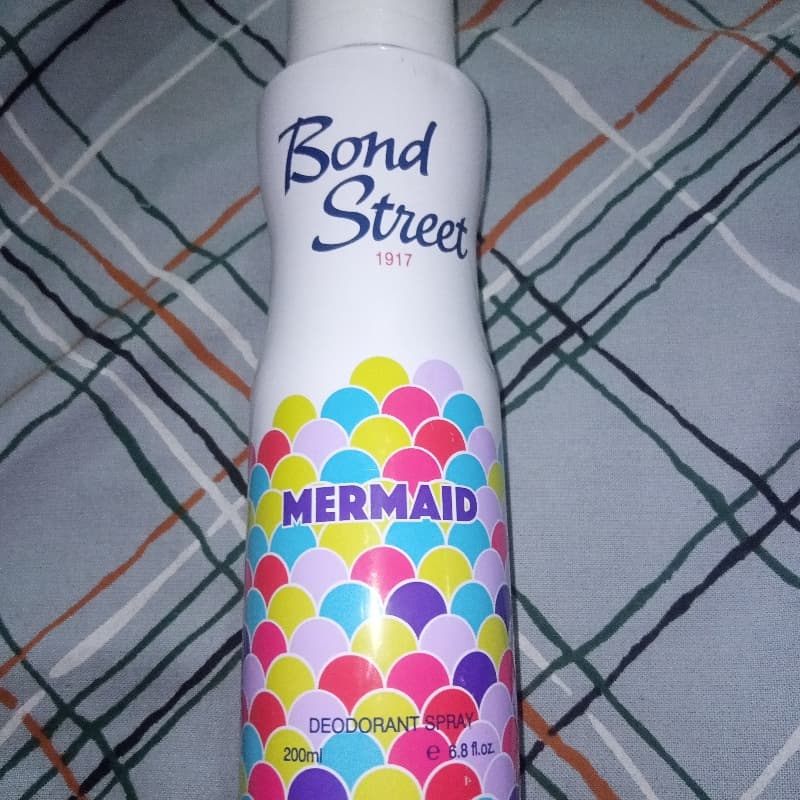 Bond
Street
1917
MERMAID
DEODORANT SPRAY
200ml e 6.8 fl.oz.